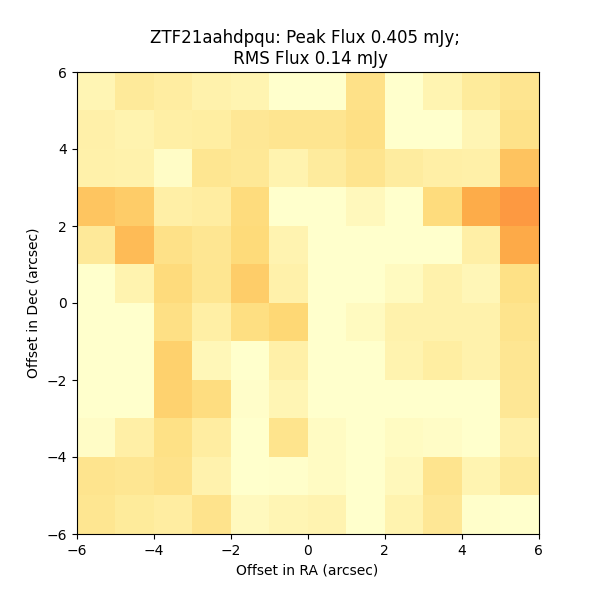 ZTF21aahdpqu: Peak Flux 0.405 mJy;
RMS Flux 0.14 mJy
6
4
2
0
−2
−4
−6
Offset in Dec (arcsec)
−6 −4 −2 0 2 4 6
Offset in RA (arcsec)